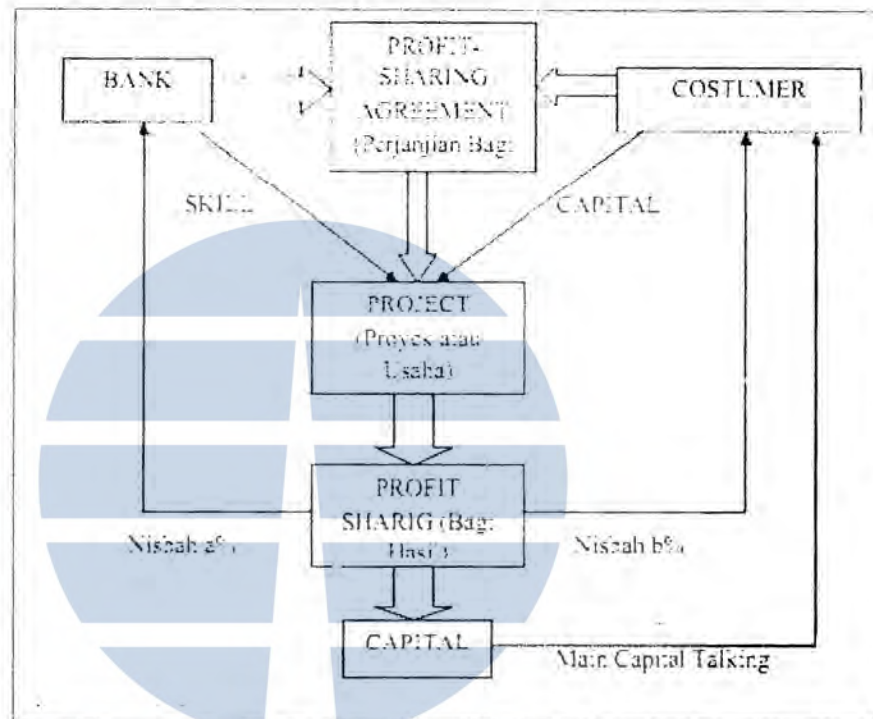 BANK
PROFIT-
SHARING
AGREEMENT
(Perjanjian Bagi
COSTUMER
SKILL
CAPITAL
PROJECT
(Proyek atau
Usaha)
PROFIT
SHARIG (Bagi
Hasil)
Nisbah a%
Nisbah b%
CAPITAL
Main Capital Talking